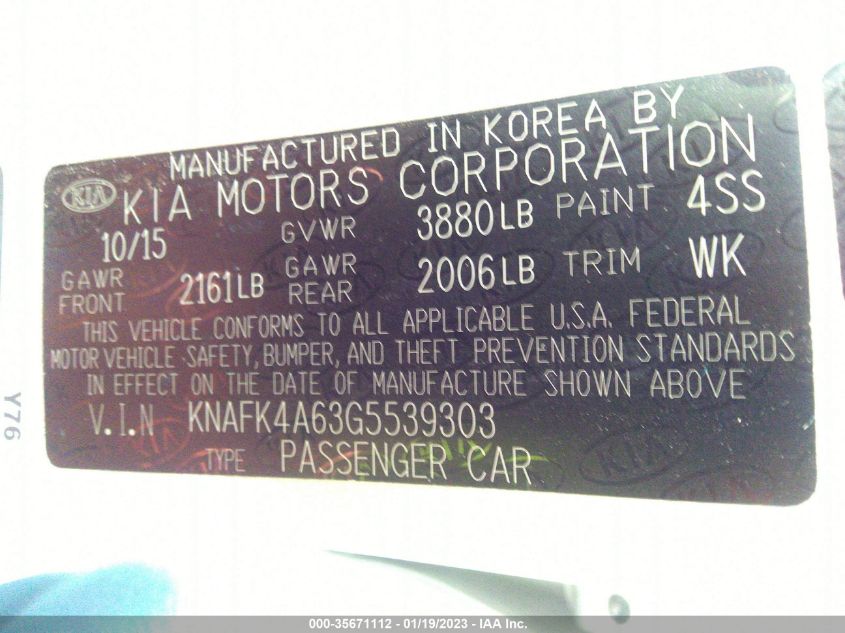 MANUFACTURED IN KOREA BY
KIA KIA MOTORS CORPORATION
10/15 GVWR 3880LB PAINT 4SS
GAWR FRONT 2161LB GAWR REAR 2006LB TRIM WK
THIS VEHICLE CONFORMS TO ALL APPLICABLE U.S.A. FEDERAL
MOTOR VEHICLE SAFETY, BUMPER, AND THEFT PREVENTION STANDARDS
IN EFFECT ON THE DATE OF MANUFACTURE SHOWN ABOVE
V.I.N KNAFK4A63G5539303
TYPE PASSENGER CAR
Y76
000-35671112 - 01/19/2023 - IAA Inc.